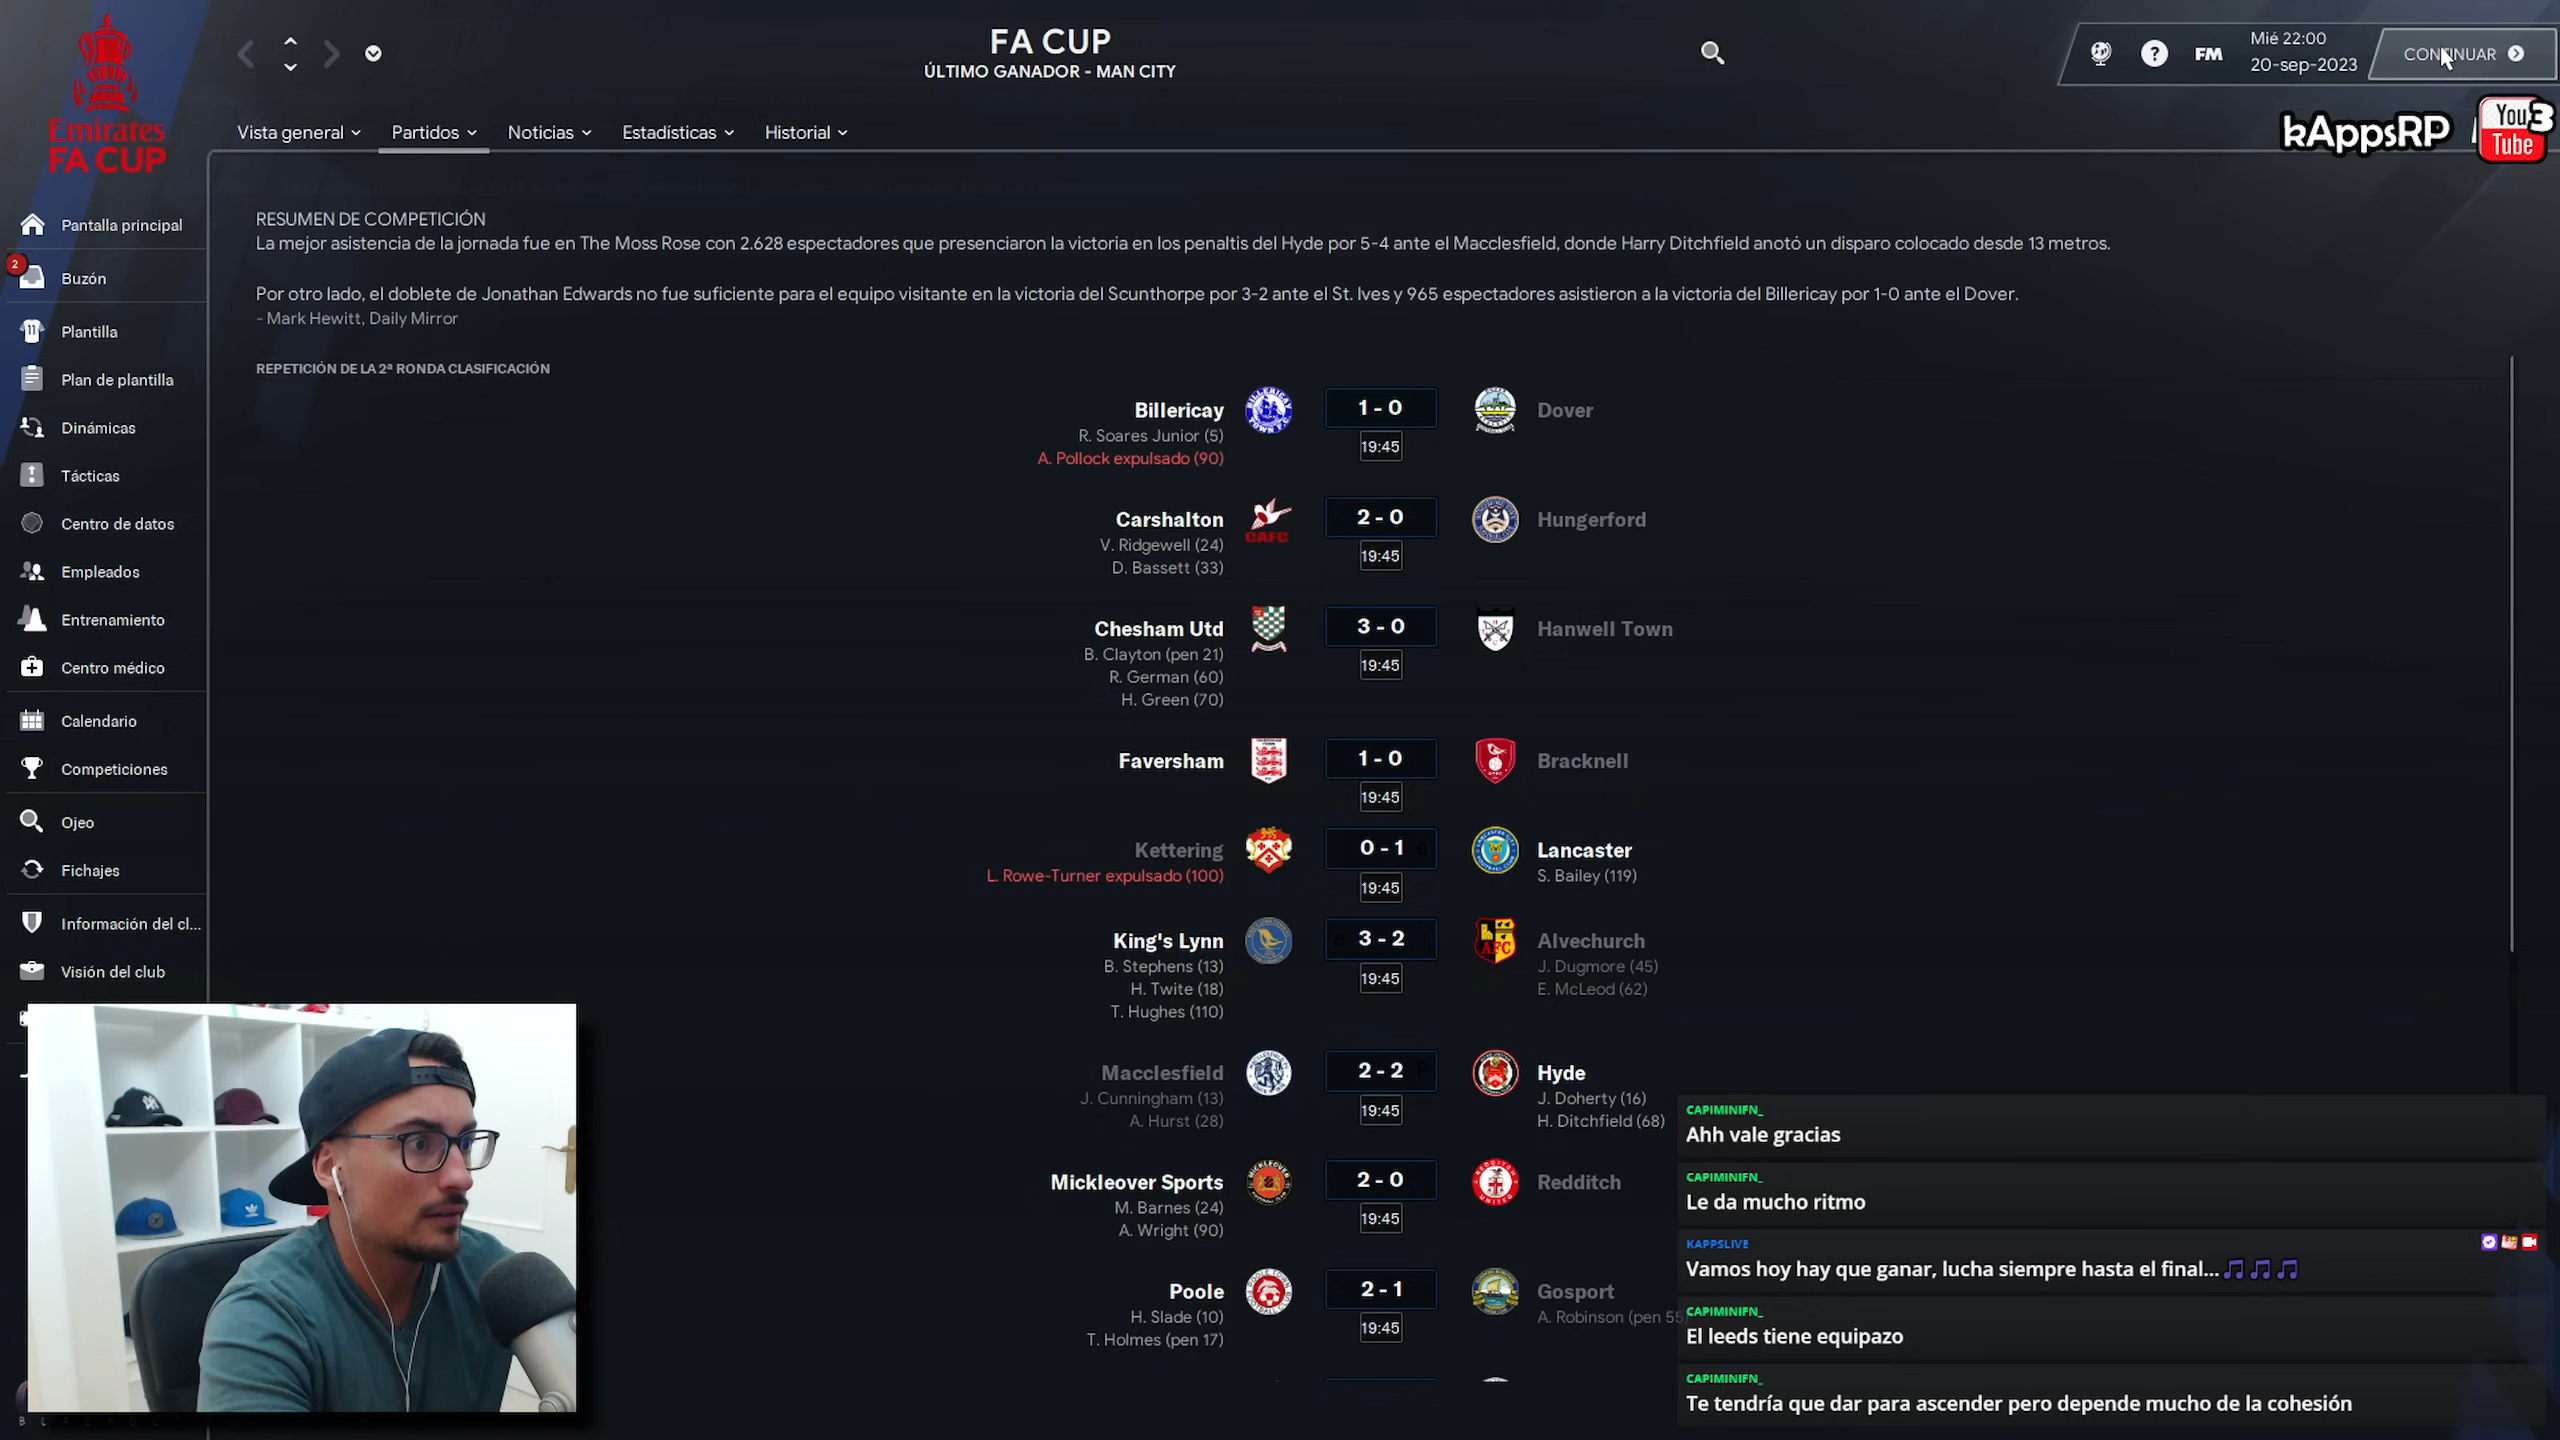 FA CUP
ÚLTIMO GANADOR - MAN CITY
FM
Mié 22:00
20-sep-2023
CONTINUAR
Emirates
FA CUP
kAppsRP
You
Tube
3
Vista general
Partidos
Noticias
Estadísticas
Historial
Pantalla principal
2
Buzón
11
Plantilla
Plan de plantilla
Dinámicas
Tácticas
Centro de datos
Empleados
Entrenamiento
Centro médico
Calendario
Competiciones
Ojeo
Fichajes
Información del cl...
Visión del club
RESUMEN DE COMPETICIÓN
La mejor asistencia de la jornada fue en The Moss Rose con 2.628 espectadores que presenciaron la victoria en los penaltis del Hyde por 5-4 ante el Macclesfield, donde Harry Ditchfield anotó un disparo colocado desde 13 metros.
Por otro lado, el doblete de Jonathan Edwards no fue suficiente para el equipo visitante en la victoria del Scunthorpe por 3-2 ante el St. Ives y 965 espectadores asistieron a la victoria del Billericay por 1-0 ante el Dover.
- Mark Hewitt, Daily Mirror
REPETICIÓN DE LA 2ª RONDA CLASIFICACIÓN
Billericay 1 - 0 Dover
R. Soares Junior (5) 19:45
A. Pollock expulsado (90)
Carshalton CAFC 2 - 0 Hungerford
V. Ridgewell (24) 19:45
D. Bassett (33)
Chesham Utd 3 - 0 Hanwell Town
B. Clayton (pen 21) 19:45
R. German (60)
H. Green (70)
Faversham 1 - 0 Bracknell
19:45
Kettering 0 - 1 Lancaster
L. Rowe-Turner expulsado (100) 19:45 S. Bailey (119)
King's Lynn 3 - 2 AFC Alvechurch
B. Stephens (13) 19:45 J. Dugmore (45)
H. Twite (18) E. McLeod (62)
T. Hughes (110)
Macclesfield 2 - 2 Hyde
J. Cunningham (13) 19:45 J. Doherty (16)
A. Hurst (28) H. Ditchfield (68)
Mickleover Sports 2 - 0 Redditch
M. Barnes (24) 19:45
A. Wright (90)
Poole 2 - 1 Gosport
H. Slade (10) 19:45 A. Robinson (pen 55)
T. Holmes (pen 17)
CAPIMINIFN_
Ahh vale gracias
CAPIMINIFN_
Le da mucho ritmo
KAPPSLIVE
Vamos hoy hay que ganar, lucha siempre hasta el final...
CAPIMINIFN_
El leeds tiene equipazo
CAPIMINIFN_
Te tendría que dar para ascender pero depende mucho de la cohesión